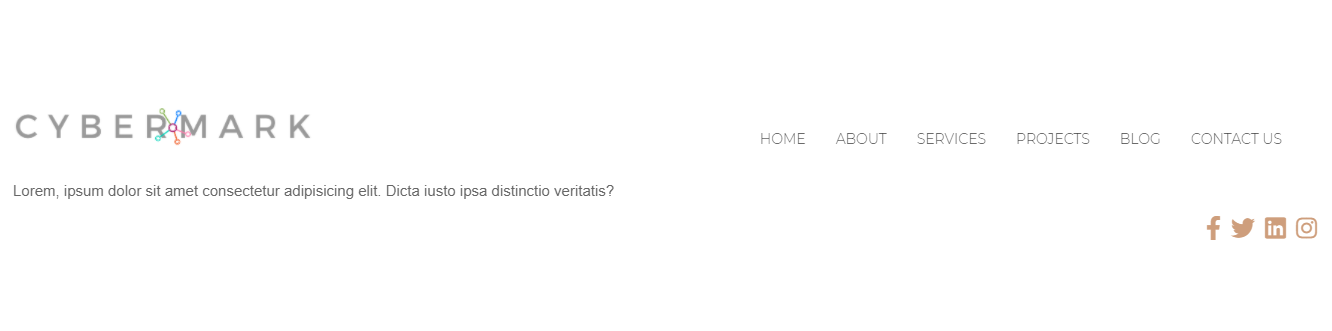 CYBERMARK
HOME ABOUT SERVICES PROJECTS BLOG CONTACT US
Lorem, ipsum dolor sit amet consectetur adipisicing elit. Dicta iusto ipsa distinctio veritatis?